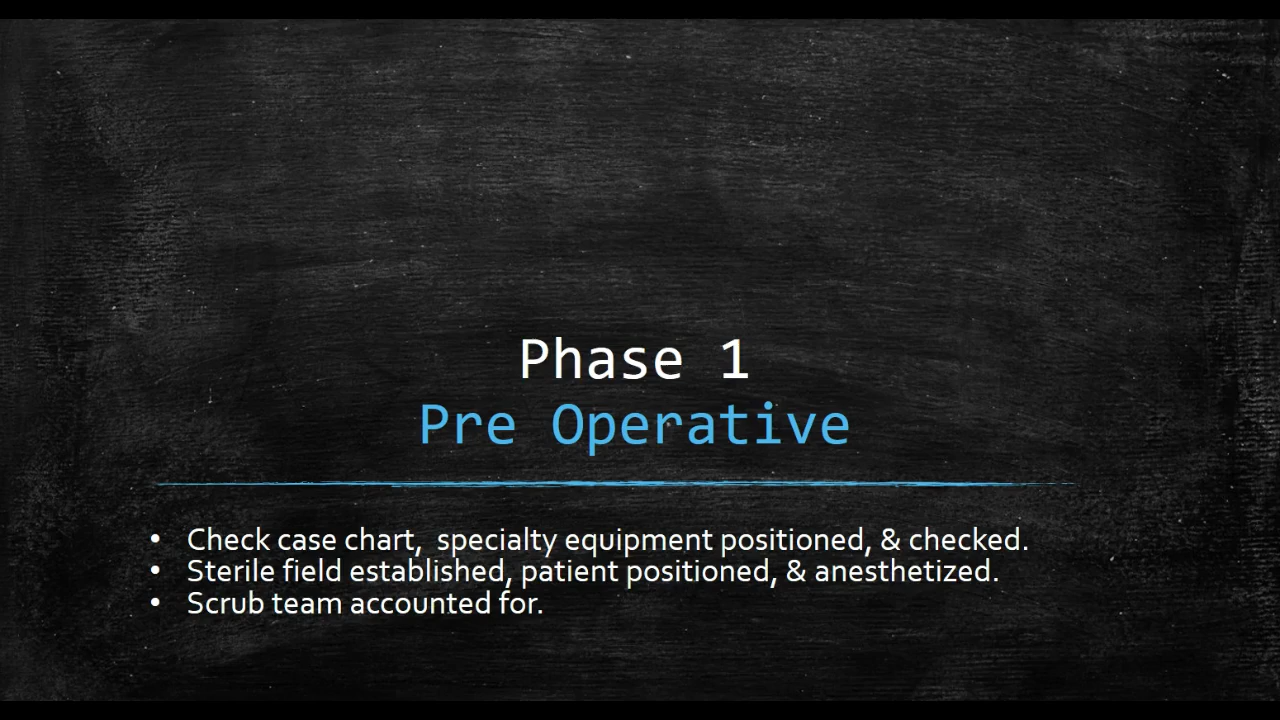 Phase 1
Pre Operative
• Check case chart,  specialty equipment positioned, & checked.
• Sterile field established, patient positioned, & anesthetized.
• Scrub team accounted for.